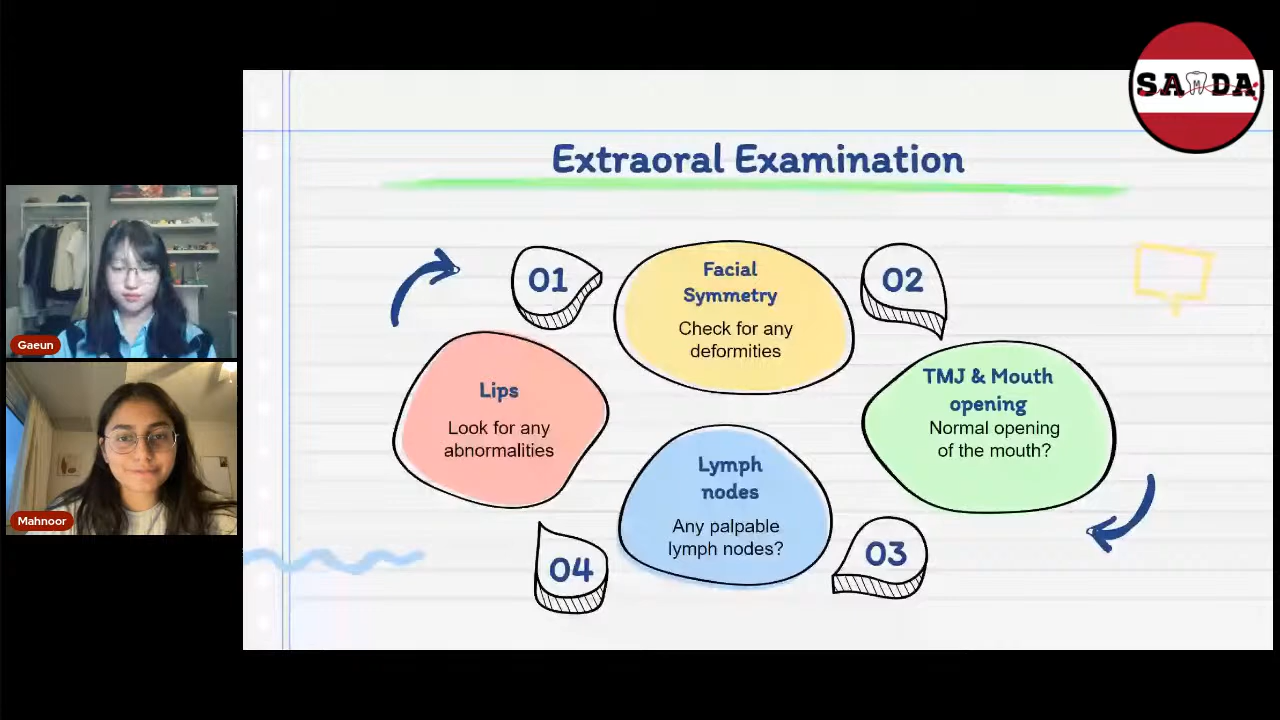 SAMDA
Extraoral Examination
01
Facial
Symmetry
Check for any
deformities
02
TMJ & Mouth
opening
Normal opening
of the mouth?
03
Lymph
nodes
Any palpable
lymph nodes?
04
Lips
Look for any
abnormalities
Gaeun
Mahnoor